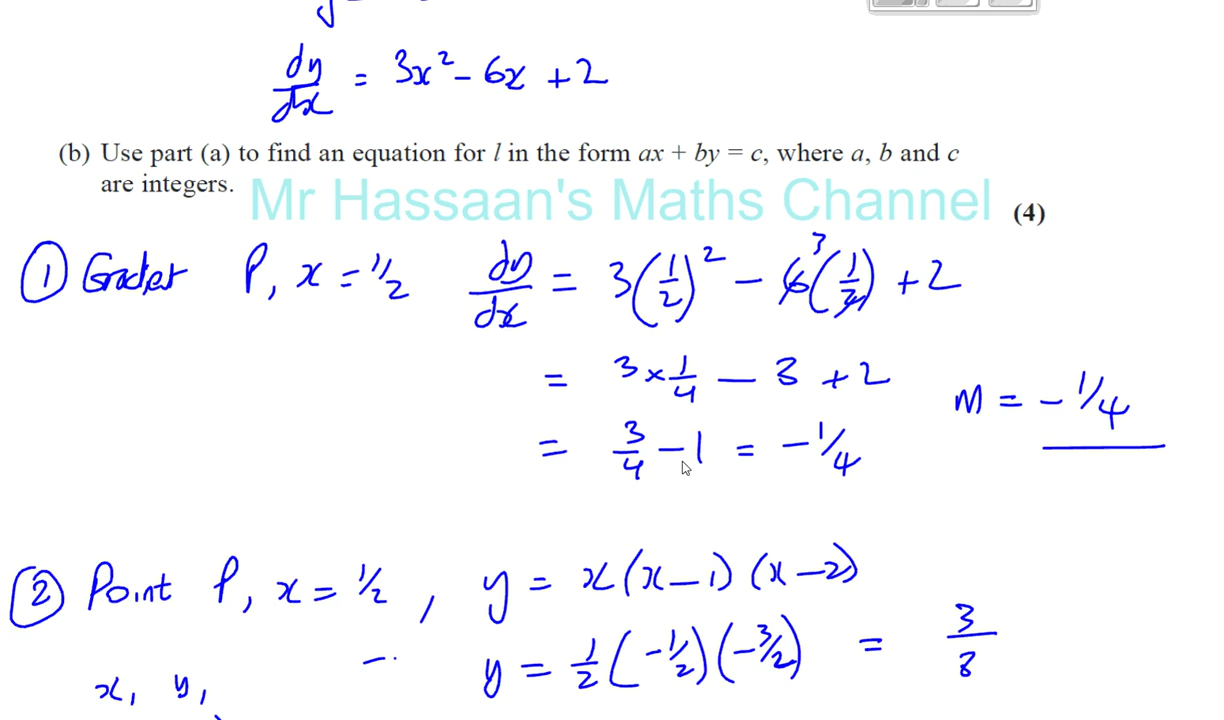 dy/dx = 3x² - 6x + 2
(b) Use part (a) to find an equation for l in the form ax + by = c, where a, b and c
are integers.
Mr Hassaan's Maths Channel
(4)
① P, x = 1/2 dy/dx = 3(1/2)² - 6(1/2) + 2
3
= 3 × 1/4 - 3 + 2
m = - 1/4
= 3/4 - 1 = - 1/4
② Point P, x = 1/2, y = x(x-1)(x-2)
y = 1/2(-1/2)(-3/2) = 3/8
x, y,